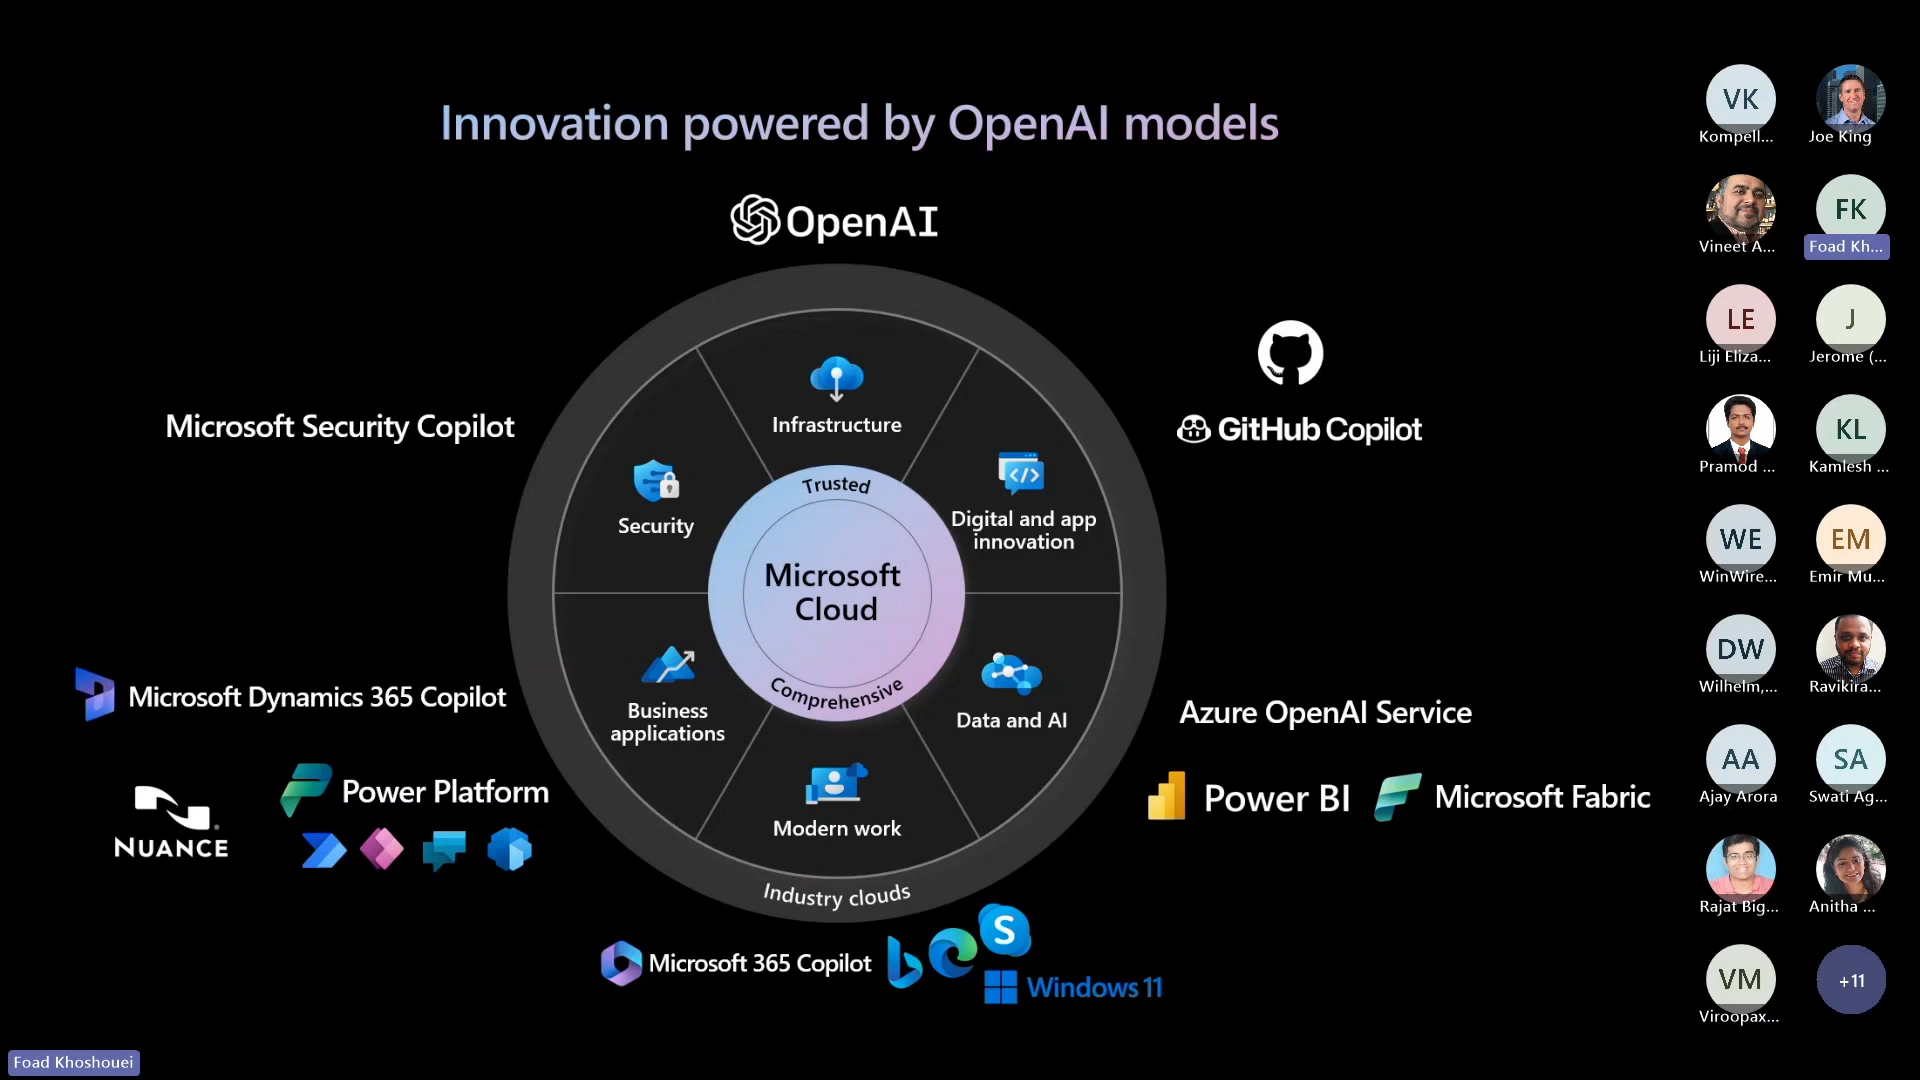 Innovation powered by OpenAI models
OpenAI
Microsoft Security Copilot
GitHub Copilot
Infrastructure
Security
Digital and app
innovation
Trusted
Microsoft
Cloud
Comprehensive
Business
applications
Data and AI
Modern work
Industry clouds
Microsoft Dynamics 365 Copilot
NUANCE
Power Platform
Azure OpenAI Service
Power BI
Microsoft Fabric
Microsoft 365 Copilot
S
Windows 11
VK
Kompell...
Joe King
Vineet A...
FK
Foad Kh...
LE
Liji Eliza...
J
Jerome (...
Pramod ...
KL
Kamlesh ...
WE
WinWire...
EM
Emir Mu...
DW
Wilhelm,...
Ravikira...
AA
Ajay Arora
SA
Swati Ag...
Rajat Big...
Anitha ...
VM
Viroopax...
+11
Foad Khoshouei